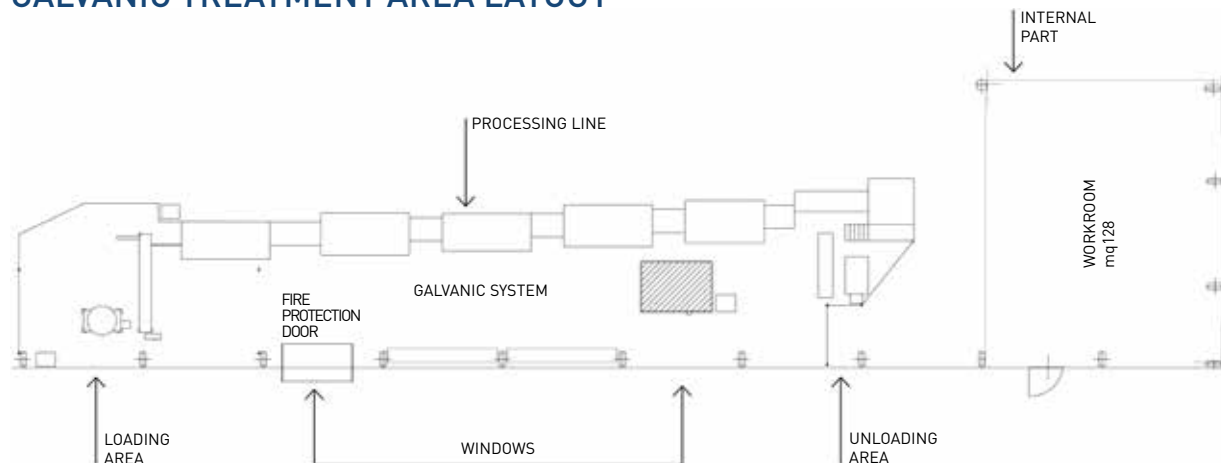 GALVANIC TREATMENT AREA LAYOUT
INTERNAL
PART
PROCESSING LINE
WORKROOM
mq128
GALVANIC SYSTEM
FIRE
PROTECTION
DOOR
LOADING
AREA
WINDOWS
UNLOADING
AREA